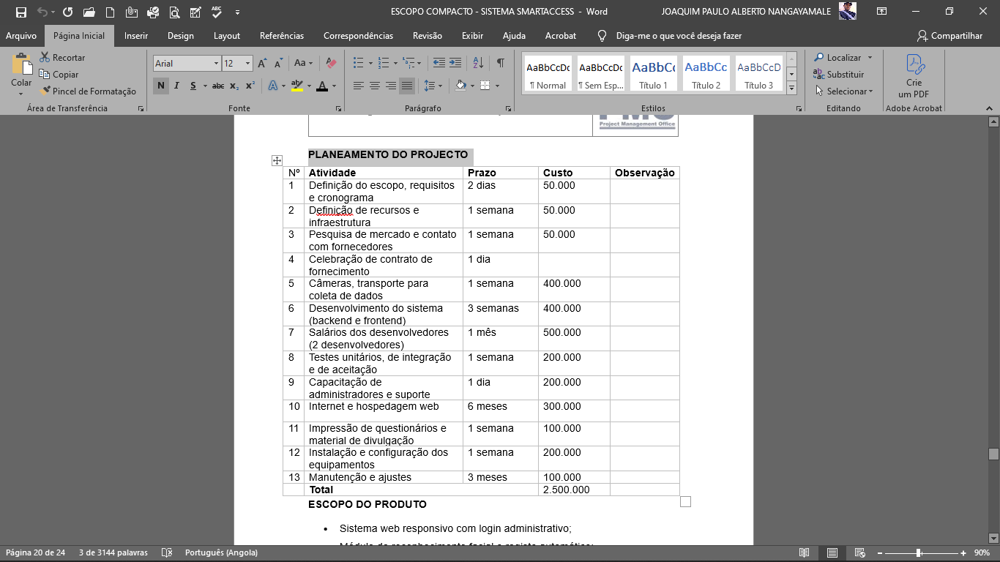 ESCOPO COMPACTO - SISTEMA SMARTACCESS - Word
JOAQUIM PAULO ALBERTO NANGAYAMALE
Arquivo Página Inicial Inserir Design Layout Referências Correspondências Revisão Exibir Ajuda Acrobat Diga-me o que você deseja fazer Compartilhar
Colar
Recortar
Copiar
Pincel de Formatação
Área de Transferência
Arial 12
N I S abc x₂ x²
Fonte
Parágrafo
AaBbCcDc AaBbCcDc AaBbCc AaBbCc AaBbCcD
¶ Normal ¶ Sem Esp... Título 1 Título 2 Título 3
Estilos
Localizar
Substituir
Selecionar
Editando
Crie
um PDF
Adobe Acrobat
Project Management Office
PLANEAMENTO DO PROJECTO
Nº Atividade Prazo Custo Observação
1 Definição do escopo, requisitos 2 dias 50.000
e cronograma
2 Definição de recursos e 1 semana 50.000
infraestrutura
3 Pesquisa de mercado e contato 1 semana 50.000
com fornecedores
4 Celebração de contrato de 1 dia
fornecimento
5 Câmeras, transporte para 1 semana 400.000
coleta de dados
6 Desenvolvimento do sistema 3 semanas 400.000
(backend e frontend)
7 Salários dos desenvolvedores 1 mês 500.000
(2 desenvolvedores)
8 Testes unitários, de integração 1 semana 200.000
e de aceitação
9 Capacitação de 1 dia 200.000
administradores e suporte
10 Internet e hospedagem web 6 meses 300.000
11 Impressão de questionários e 1 semana 100.000
material de divulgação
12 Instalação e configuração dos 1 semana 200.000
equipamentos
13 Manutenção e ajustes 3 meses 100.000
Total 2.500.000
ESCOPO DO PRODUTO
• Sistema web responsivo com login administrativo;
Página 20 de 24 3 de 3144 palavras Português (Angola) 90%